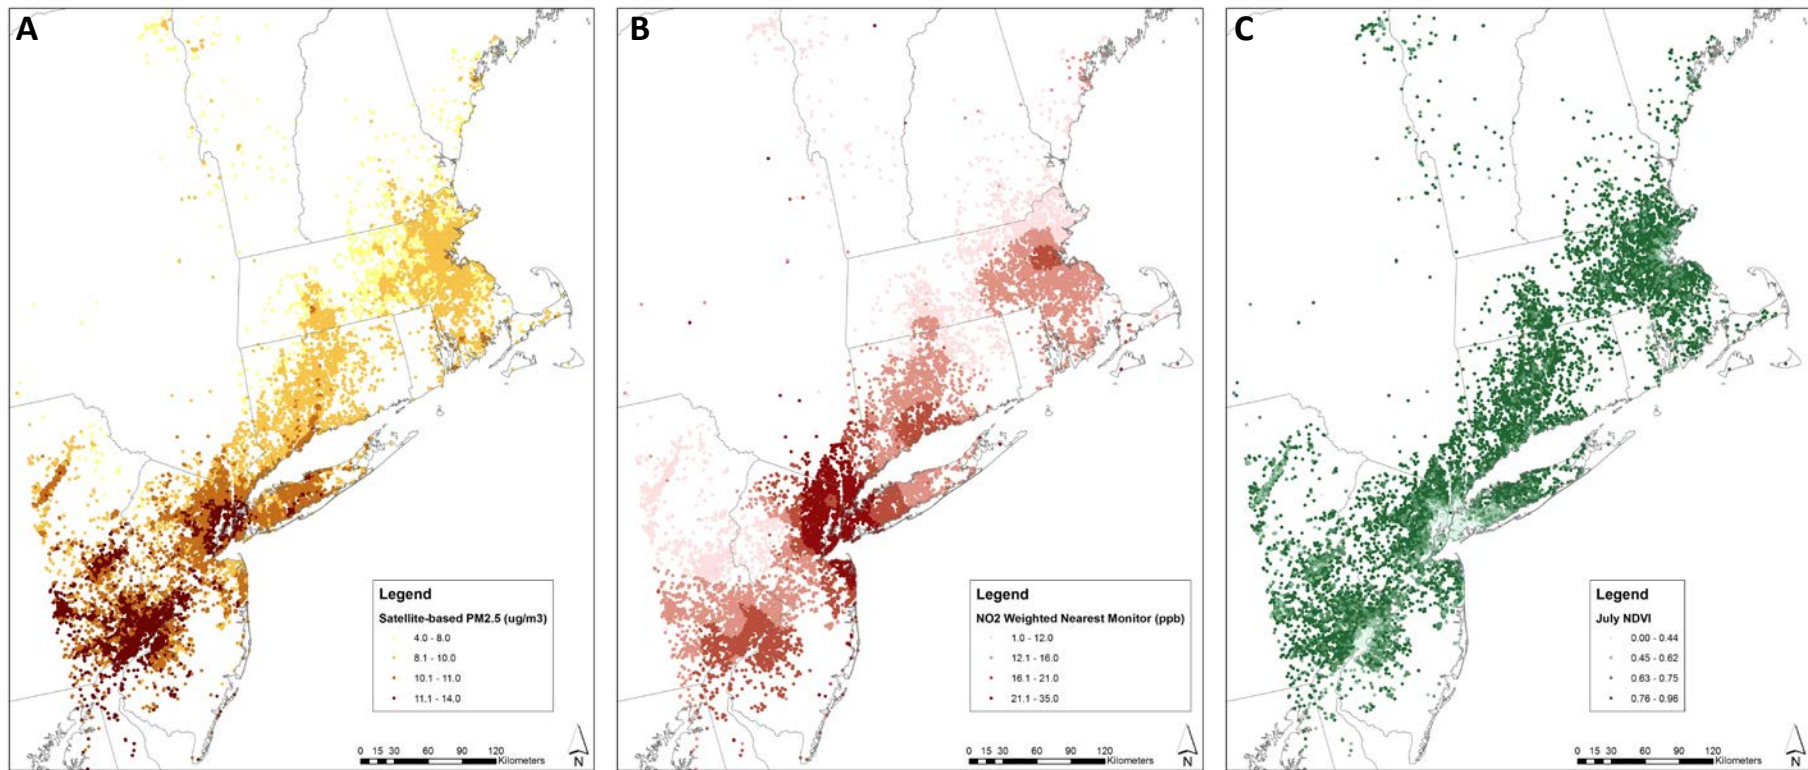 A
Legend
Satellite-based PM2.5 (ug/m3)
4.0 - 8.0
8.1 - 10.0
10.1 - 11.0
11.1 - 14.0
0 15 30 60 90 120
Kilometers
N
B
Legend
NO2 Weighted Nearest Monitor (ppb)
1.0 - 12.0
12.1 - 16.0
16.1 - 21.0
21.1 - 35.0
0 15 30 60 90 120
Kilometers
N
C
Legend
July NDVI
0.00 - 0.44
0.45 - 0.62
0.63 - 0.75
0.76 - 0.96
0 15 30 60 90 120
Kilometers
N